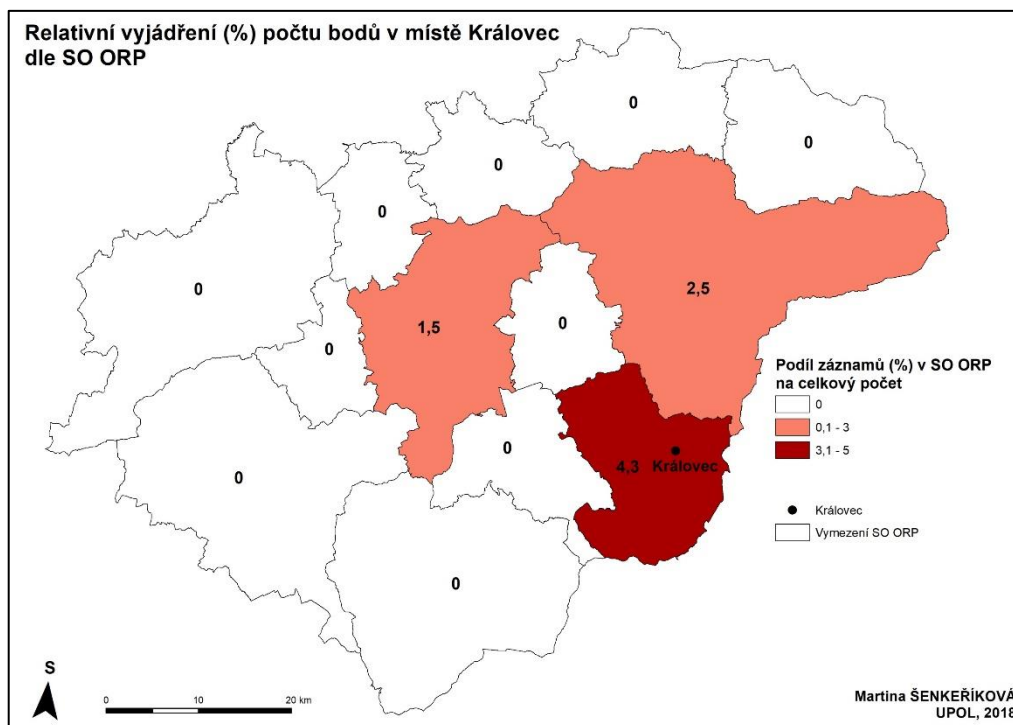 Relativní vyjádření (%) počtu bodů v místě Královec
dle SO ORP
0
0
0
0
0
2,5
1,5
0
0
Podíl záznamů (%) v SO ORP
na celkový počet
0
0,1 - 3
3,1 - 5
0
4,3
Královec
0
Královec
Vymezení SO ORP
0
S
0 10 20 km
Martina ŠENKEŘÍKOVÁ
UPOL, 2018